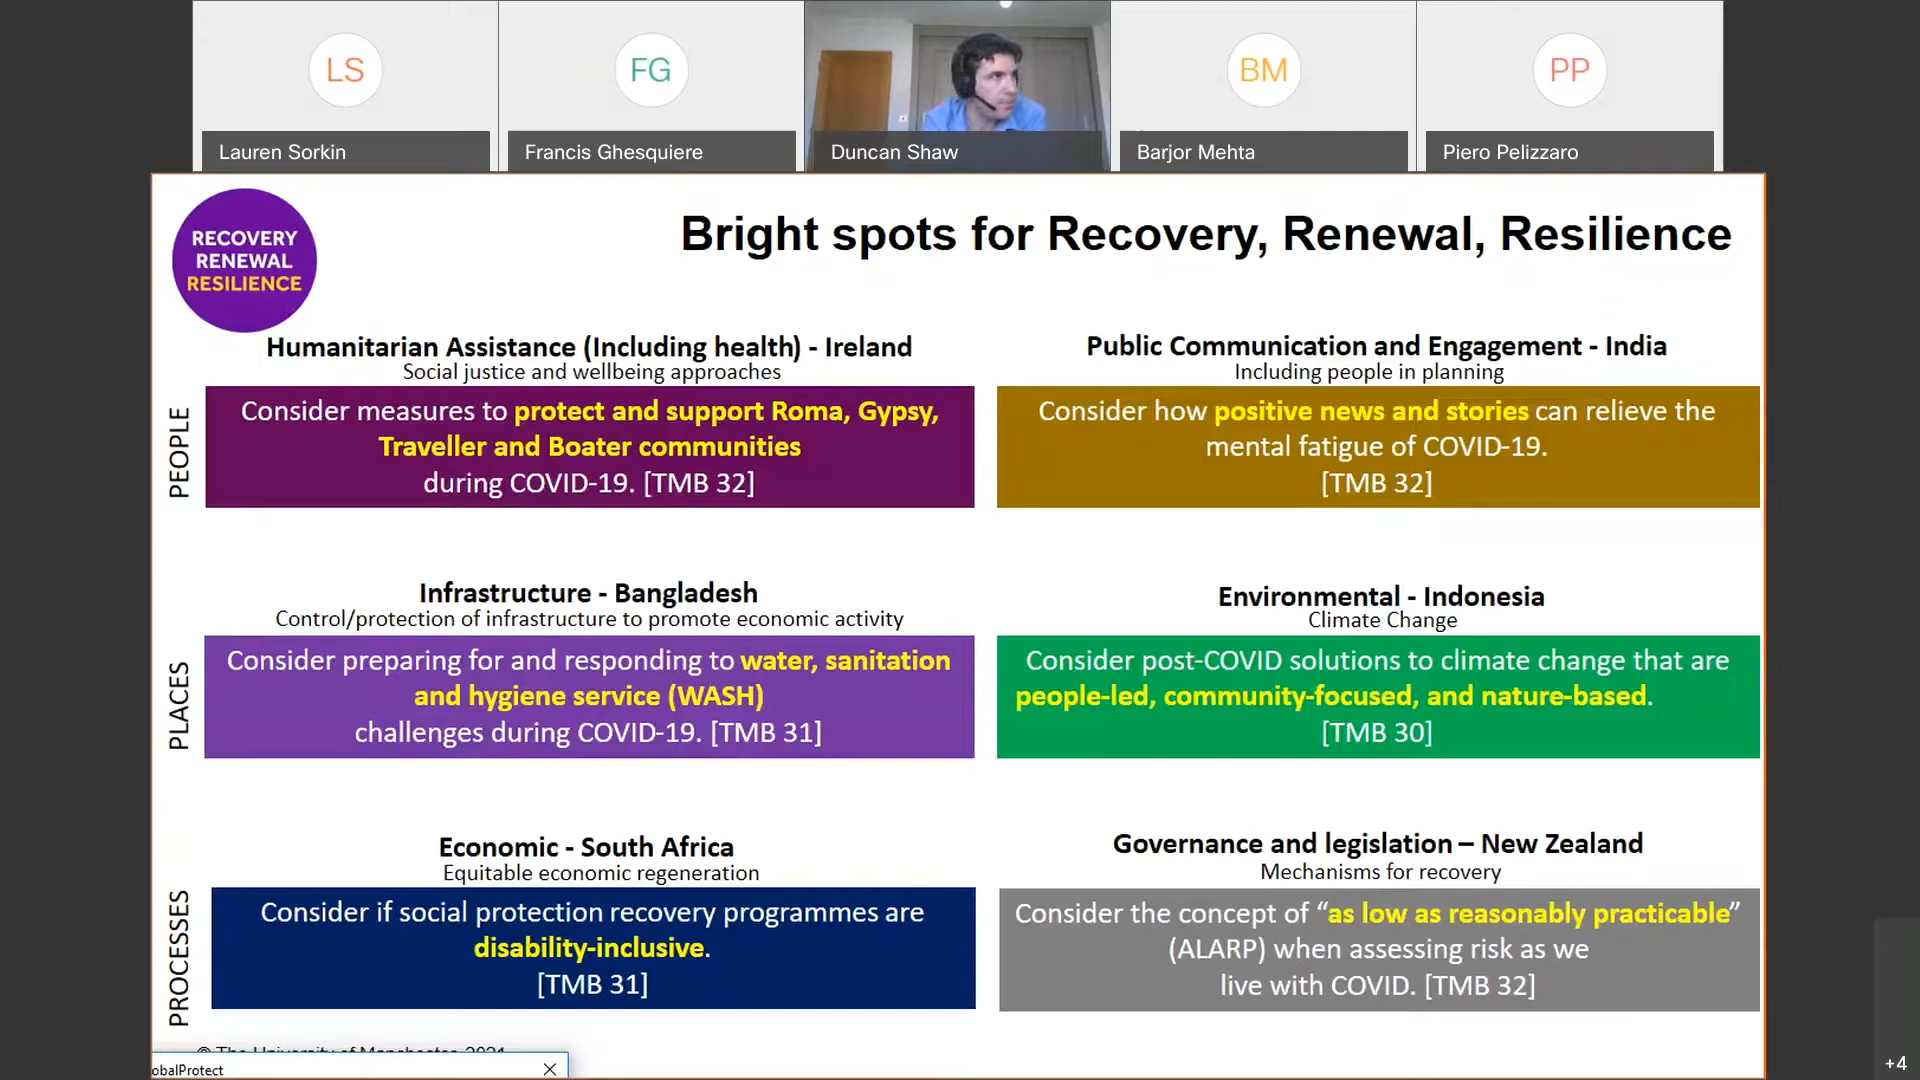 LS
FG
BM
PP
Lauren Sorkin
Francis Ghesquiere
Duncan Shaw
Barjor Mehta
Piero Pelizzaro
RECOVERY
RENEWAL
RESILIENCE
Bright spots for Recovery, Renewal, Resilience
PEOPLE
Humanitarian Assistance (Including health) - Ireland
Social justice and wellbeing approaches
Consider measures to protect and support Roma, Gypsy,
Traveller and Boater communities
during COVID-19. [TMB 32]
Public Communication and Engagement - India
Including people in planning
Consider how positive news and stories can relieve the
mental fatigue of COVID-19.
[TMB 32]
PLACES
Infrastructure - Bangladesh
Control/protection of infrastructure to promote economic activity
Consider preparing for and responding to water, sanitation
and hygiene service (WASH)
challenges during COVID-19. [TMB 31]
Environmental - Indonesia
Climate Change
Consider post-COVID solutions to climate change that are
people-led, community-focused, and nature-based.
[TMB 30]
PROCESSES
Economic - South Africa
Equitable economic regeneration
Consider if social protection recovery programmes are
disability-inclusive.
[TMB 31]
Governance and legislation – New Zealand
Mechanisms for recovery
Consider the concept of “as low as reasonably practicable”
(ALARP) when assessing risk as we
live with COVID. [TMB 32]
© The University of Manchester, 2021
obalProtect
+4